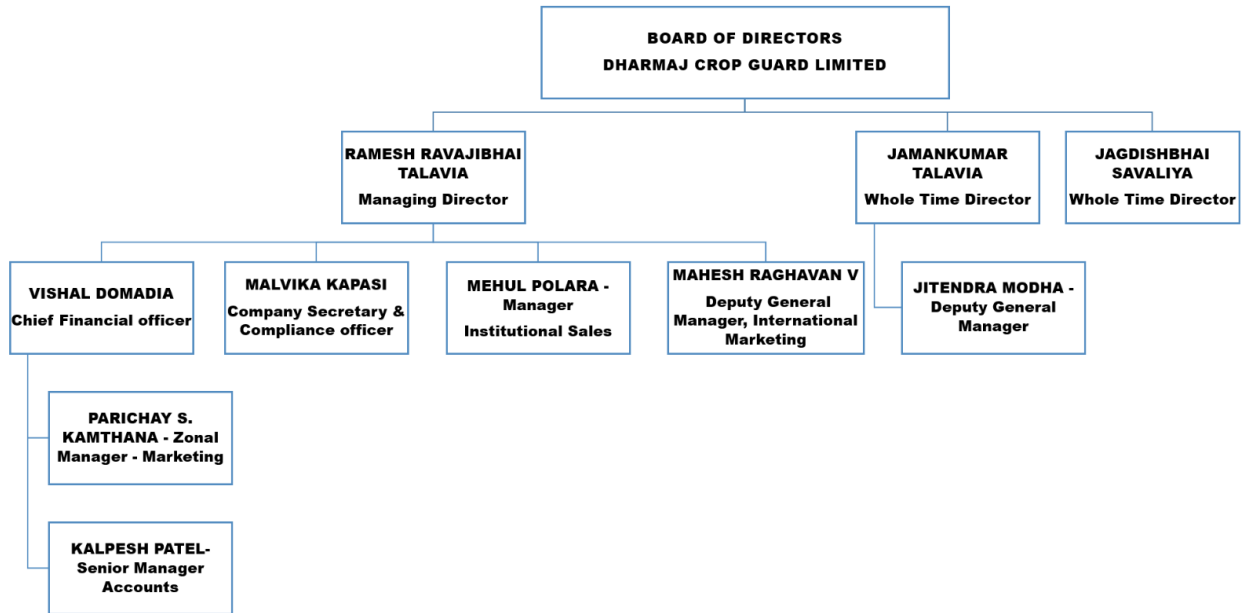 BOARD OF DIRECTORS
DHARMAJ CROP GUARD LIMITED
RAMESH RAVAJIBHAI
TALAVIA
Managing Director
JAMANKUMAR
TALAVIA
Whole Time Director
JAGDISHBHAI
SAVALIYA
Whole Time Director
VISHAL DOMADIA
Chief Financial officer
MALVIKA KAPASI
Company Secretary &
Compliance officer
MEHUL POLARA -
Manager
Institutional Sales
MAHESH RAGHAVAN V
Deputy General
Manager, International
Marketing
JITENDRA MODHA -
Deputy General
Manager
PARICHAY S.
KAMTHANA - Zonal
Manager - Marketing
KALPESH PATEL-
Senior Manager
Accounts